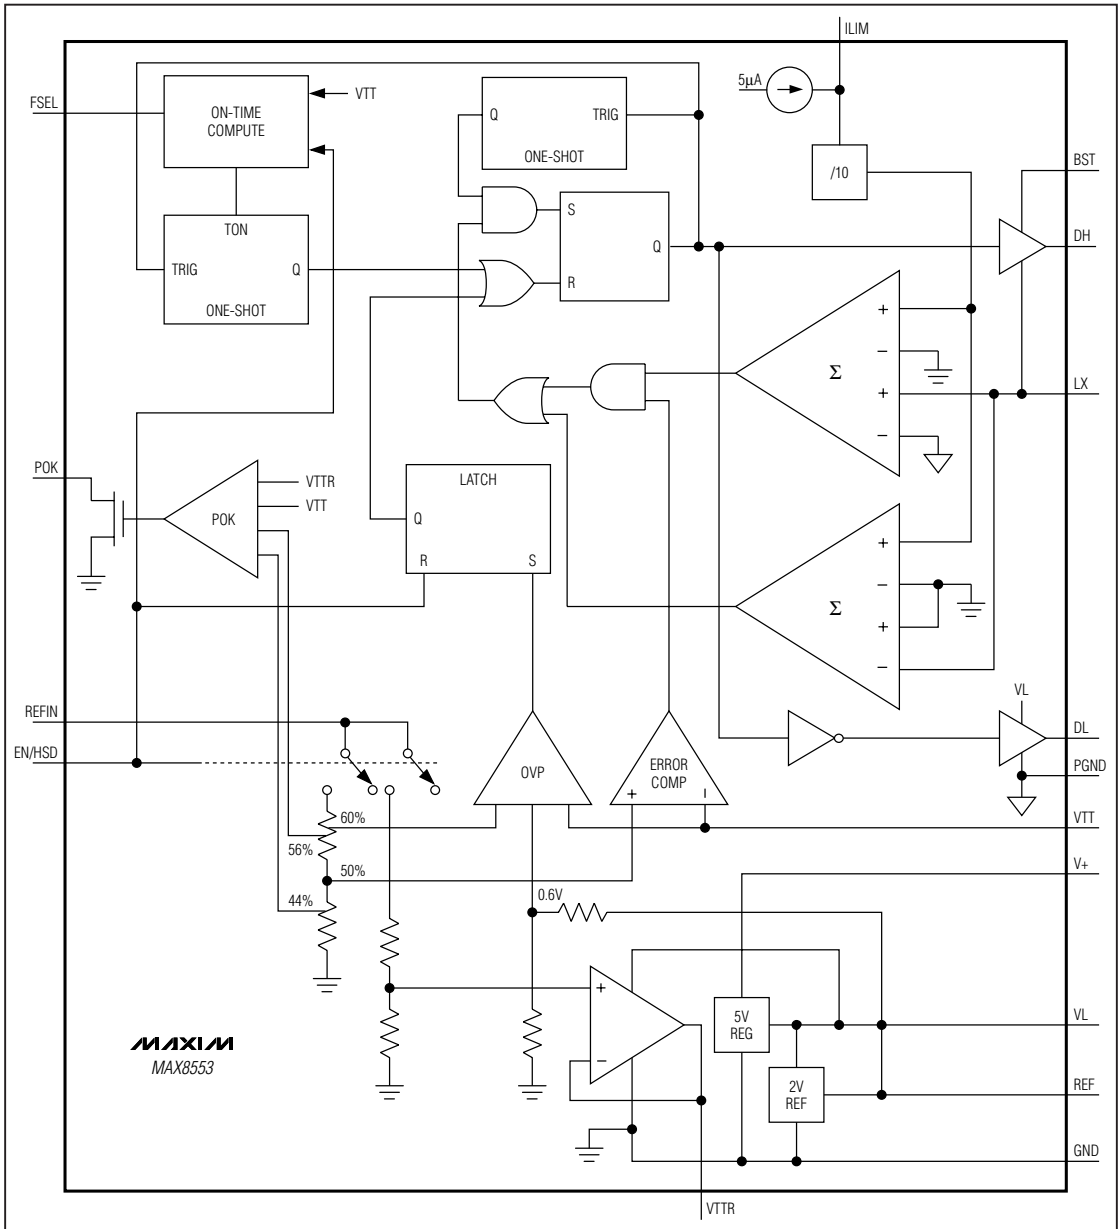 ILIM
5µA
FSEL
ON-TIME
COMPUTE
VTT
Q
TRIG
ONE-SHOT
/10
BST
S
TON
Q
DH
TRIG
Q
R
ONE-SHOT
+
−
Σ
+
LX
−
POK
VTTR
LATCH
VTT
POK
Q
+
R
S
−
Σ
+
−
VL
REFIN
DL
EN/HSD
OVP
ERROR
COMP
PGND
+
−
60%
VTT
56%
50%
V+
44%
0.6V
+
5V
REG
VL
MAXIM
MAX8553
−
2V
REF
REF
GND
VTTR